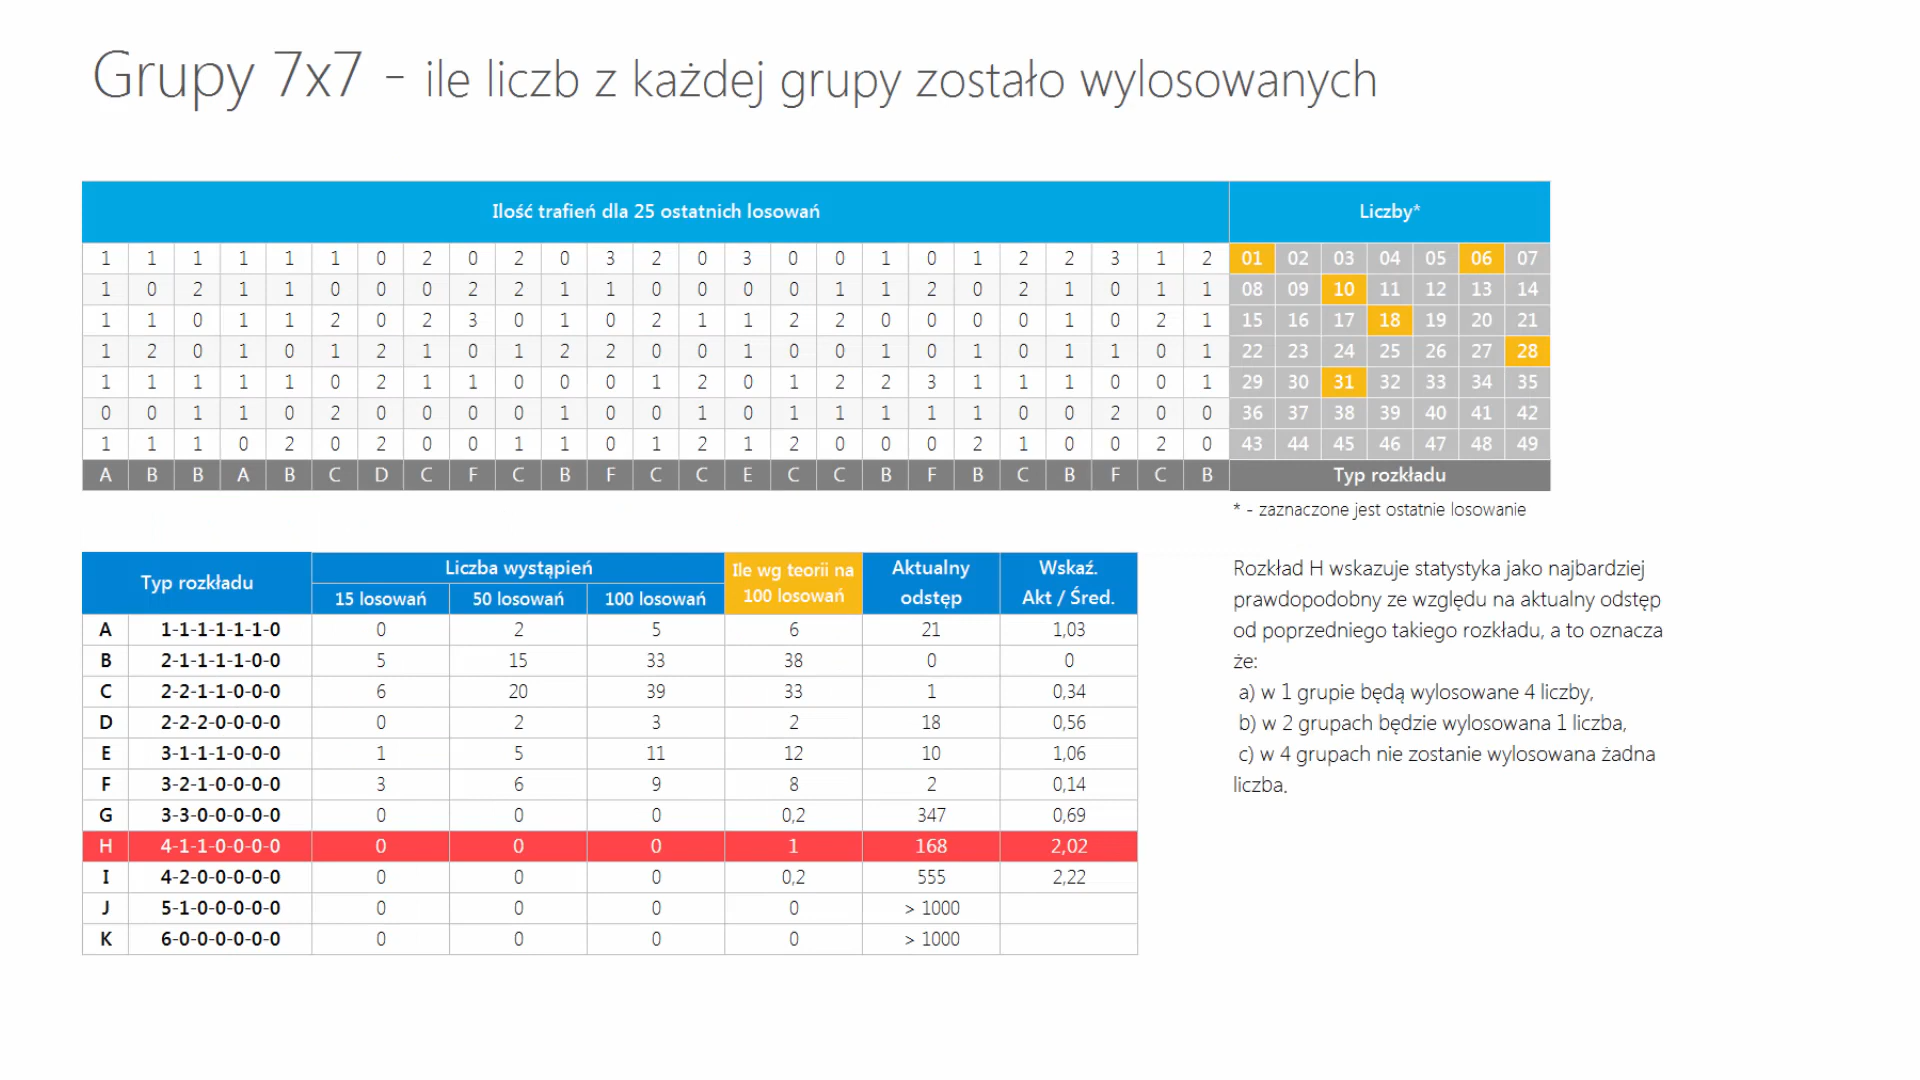 Grupy 7x7 - ile liczb z każdej grupy zostało wylosowanych
Ilość trafień dla 25 ostatnich losowań Liczby*
1 1 1 1 1 1 0 2 0 2 0 3 2 0 3 0 0 1 0 1 2 2 3 1 2 01 02 03 04 05 06 07
1 0 2 1 1 0 0 0 2 2 1 1 0 0 0 0 1 1 2 0 2 1 0 1 1 08 09 10 11 12 13 14
1 1 0 1 1 2 0 2 3 0 1 0 2 1 1 2 2 0 0 0 0 1 0 2 1 15 16 17 18 19 20 21
1 2 0 1 0 1 2 1 0 1 2 2 0 0 1 0 0 1 0 1 0 1 1 0 1 22 23 24 25 26 27 28
1 1 1 1 1 0 2 1 1 0 0 0 1 2 0 1 2 2 3 1 1 1 0 0 1 29 30 31 32 33 34 35
0 0 1 1 0 2 0 0 0 0 1 0 0 1 0 1 1 1 1 1 0 0 2 0 0 36 37 38 39 40 41 42
1 1 1 0 2 0 2 0 0 1 1 0 1 2 1 2 0 0 0 2 1 0 0 2 0 43 44 45 46 47 48 49
A B B A B C D C F C B F C C E C C B F B C B F C B Typ rozkładu
* - zaznaczone jest ostatnie losowanie
Typ rozkładu Liczba wystąpień Ile wg teorii na 100 losowań Aktualny odstęp Wskaź. Akt / Śred.
15 losowań 50 losowań 100 losowań
A 1-1-1-1-1-1-0 0 2 5 6 21 1,03
B 2-1-1-1-1-0-0 5 15 33 38 0 0
C 2-2-1-1-0-0-0 6 20 39 33 1 0,34
D 2-2-2-0-0-0-0 0 2 3 2 18 0,56
E 3-1-1-1-0-0-0 1 5 11 12 10 1,06
F 3-2-1-0-0-0-0 3 6 9 8 2 0,14
G 3-3-0-0-0-0-0 0 0 0 0,2 347 0,69
H 4-1-1-0-0-0-0 0 0 0 1 168 2,02
I 4-2-0-0-0-0-0 0 0 0 0,2 555 2,22
J 5-1-0-0-0-0-0 0 0 0 0 > 1000
K 6-0-0-0-0-0-0 0 0 0 0 > 1000
Rozkład H wskazuje statystyka jako najbardziej
prawdopodobny ze względu na aktualny odstęp
od poprzedniego takiego rozkładu, a to oznacza
że:
a) w 1 grupie będą wylosowane 4 liczby,
b) w 2 grupach będzie wylosowana 1 liczba,
c) w 4 grupach nie zostanie wylosowana żadna
liczba.